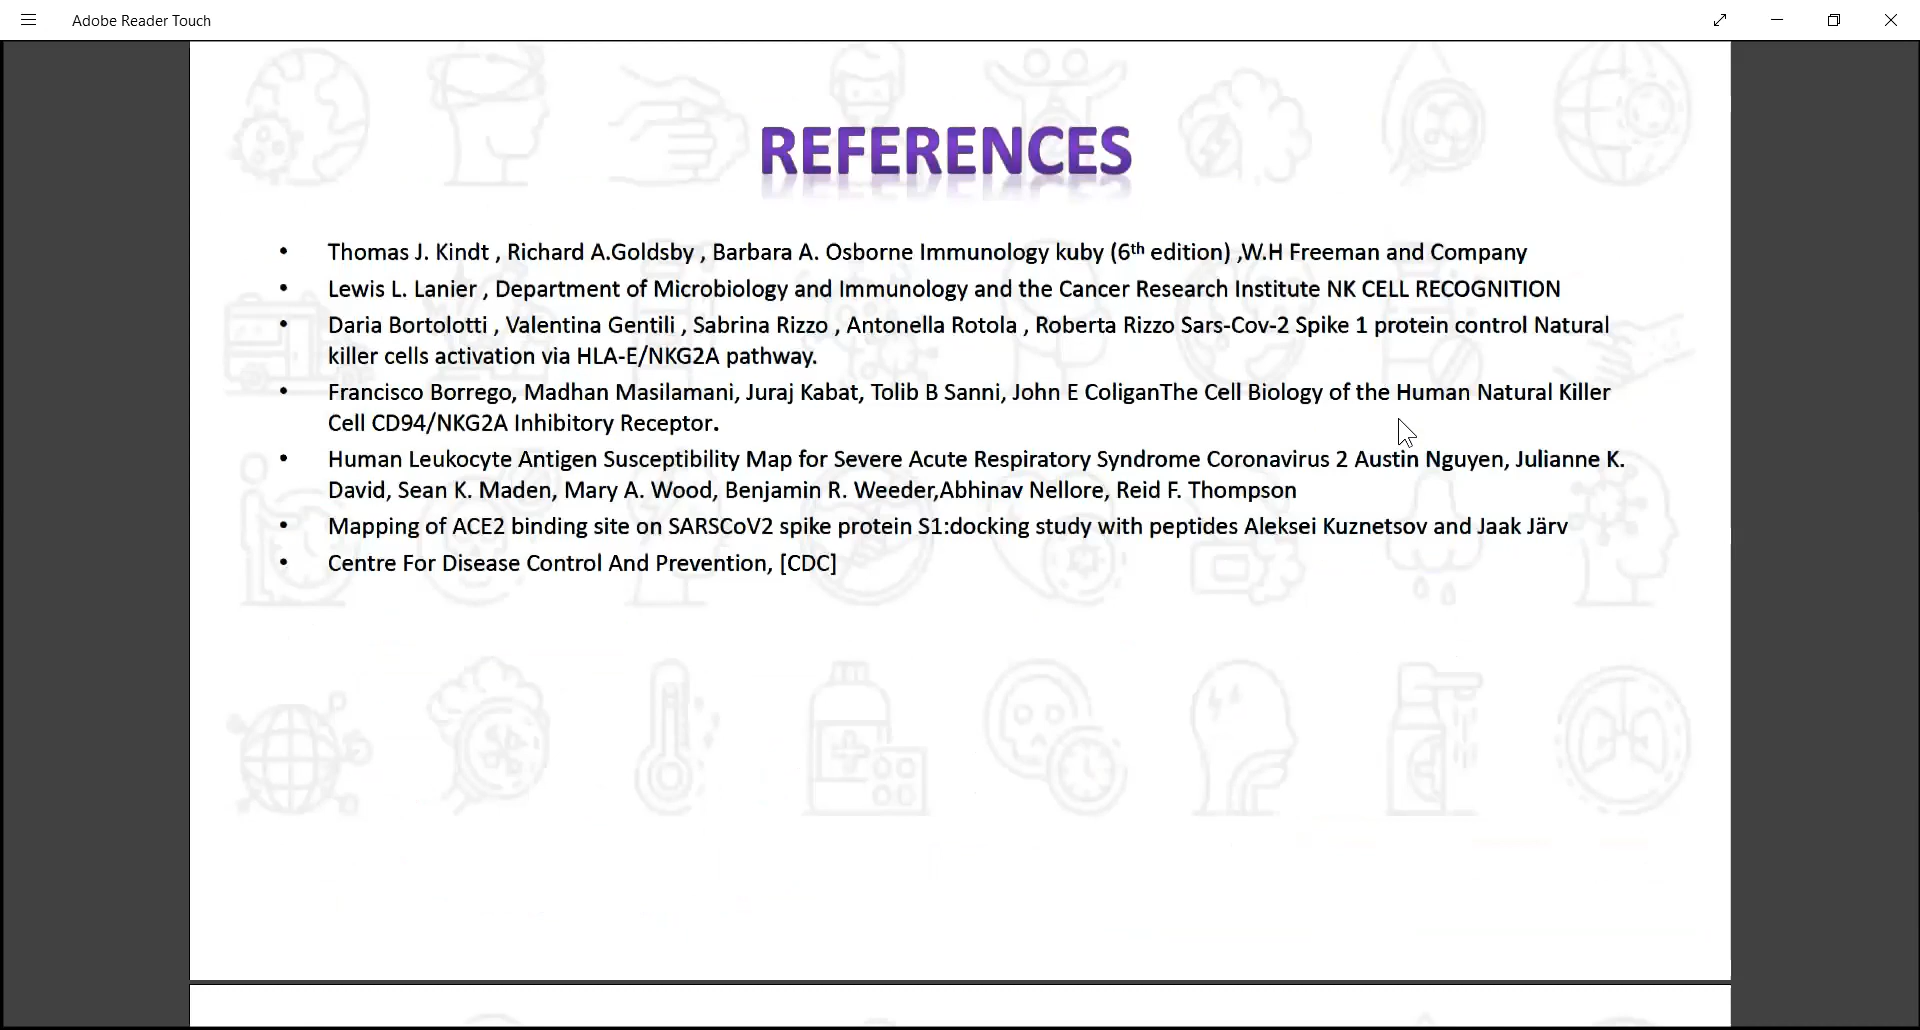 Adobe Reader Touch
REFERENCES
• Thomas J. Kindt , Richard A.Goldsby , Barbara A. Osborne Immunology kuby (6th edition) ,W.H Freeman and Company
• Lewis L. Lanier , Department of Microbiology and Immunology and the Cancer Research Institute NK CELL RECOGNITION
• Daria Bortolotti , Valentina Gentili , Sabrina Rizzo , Antonella Rotola , Roberta Rizzo Sars-Cov-2 Spike 1 protein control Natural
killer cells activation via HLA-E/NKG2A pathway.
• Francisco Borrego, Madhan Masilamani, Juraj Kabat, Tolib B Sanni, John E ColiganThe Cell Biology of the Human Natural Killer
Cell CD94/NKG2A Inhibitory Receptor.
• Human Leukocyte Antigen Susceptibility Map for Severe Acute Respiratory Syndrome Coronavirus 2 Austin Nguyen, Julianne K.
David, Sean K. Maden, Mary A. Wood, Benjamin R. Weeder,Abhinav Nellore, Reid F. Thompson
• Mapping of ACE2 binding site on SARSCoV2 spike protein S1:docking study with peptides Aleksei Kuznetsov and Jaak Järv
• Centre For Disease Control And Prevention, [CDC]